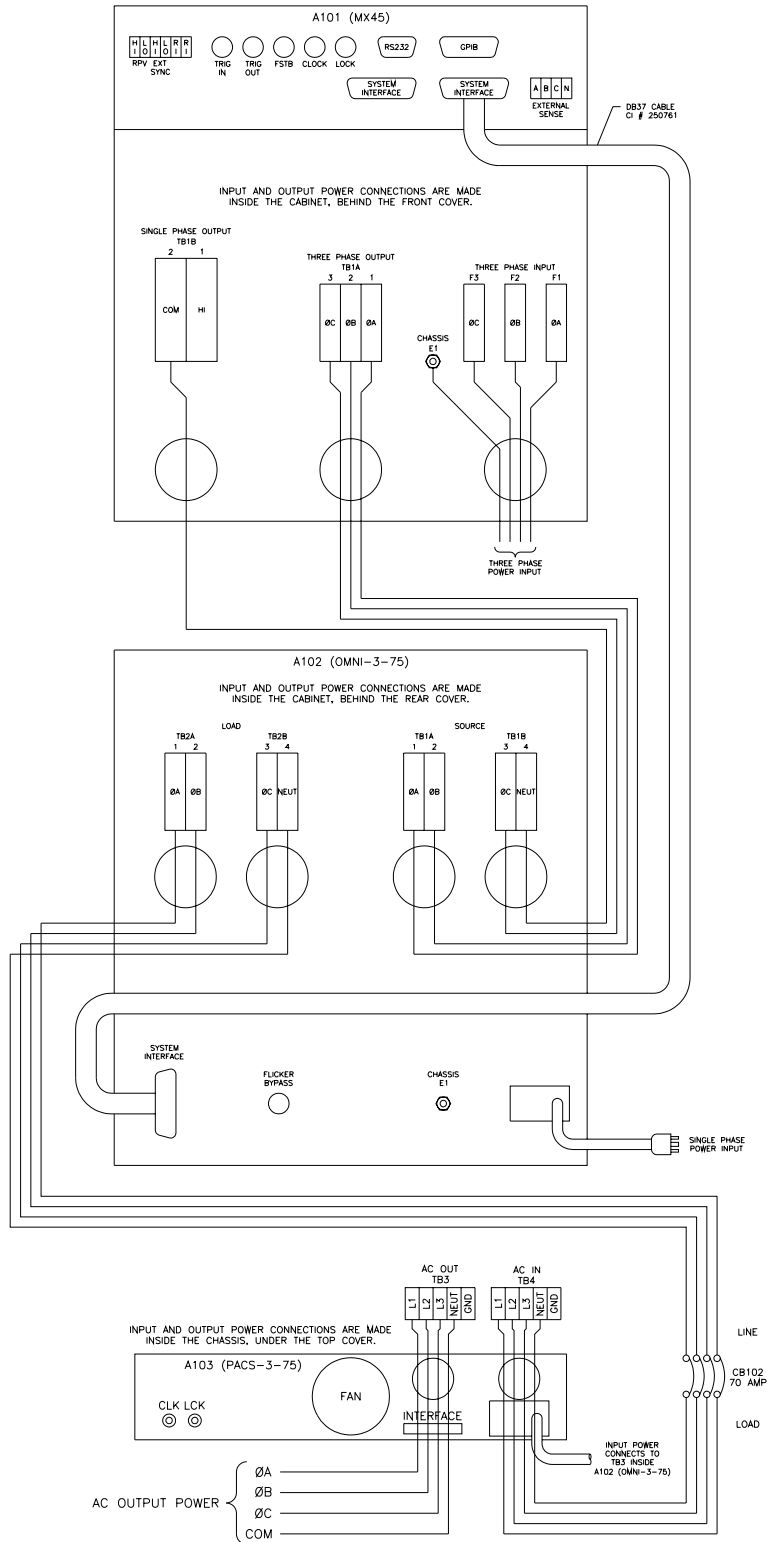 A101 (MX45)
HI LO HI LO RI RI
RPV EXT
SYNC
TRIG
IN
TRIG
OUT
FSTB
CLOCK
LOCK
RS232
GPIB
SYSTEM
INTERFACE
SYSTEM
INTERFACE
A B C N
EXTERNAL
SENSE
DB37 CABLE
CI # 250761
INPUT AND OUTPUT POWER CONNECTIONS ARE MADE
INSIDE THE CABINET, BEHIND THE FRONT COVER.
SINGLE PHASE OUTPUT
TB1B
2 1
COM HI
THREE PHASE OUTPUT
TB1A
3 2 1
ØC ØB ØA
CHASSIS
E1
THREE PHASE INPUT
F3 F2 F1
ØC ØB ØA
THREE PHASE
POWER INPUT
A102 (OMNI-3-75)
INPUT AND OUTPUT POWER CONNECTIONS ARE MADE
INSIDE THE CABINET, BEHIND THE REAR COVER.
LOAD
TB2A
1 2
ØA ØB
TB2B
3 4
ØC NEUT
SOURCE
TB1A
1 2
ØA ØB
TB1B
3 4
ØC NEUT
SYSTEM
INTERFACE
FLICKER
BYPASS
CHASSIS
E1
SINGLE PHASE
POWER INPUT
AC OUT
TB3
L1 L2 L3 NEUT GND
AC IN
TB4
L1 L2 L3 NEUT GND
INPUT AND OUTPUT POWER CONNECTIONS ARE MADE
INSIDE THE CHASSIS, UNDER THE TOP COVER.
A103 (PACS-3-75)
CLK LCK
FAN
INTERFACE
LINE
CB102
70 AMP
LOAD
INPUT POWER
CONNECTS TO
TB3 INSIDE
A102 (OMNI-3-75)
AC OUTPUT POWER
ØA
ØB
ØC
COM